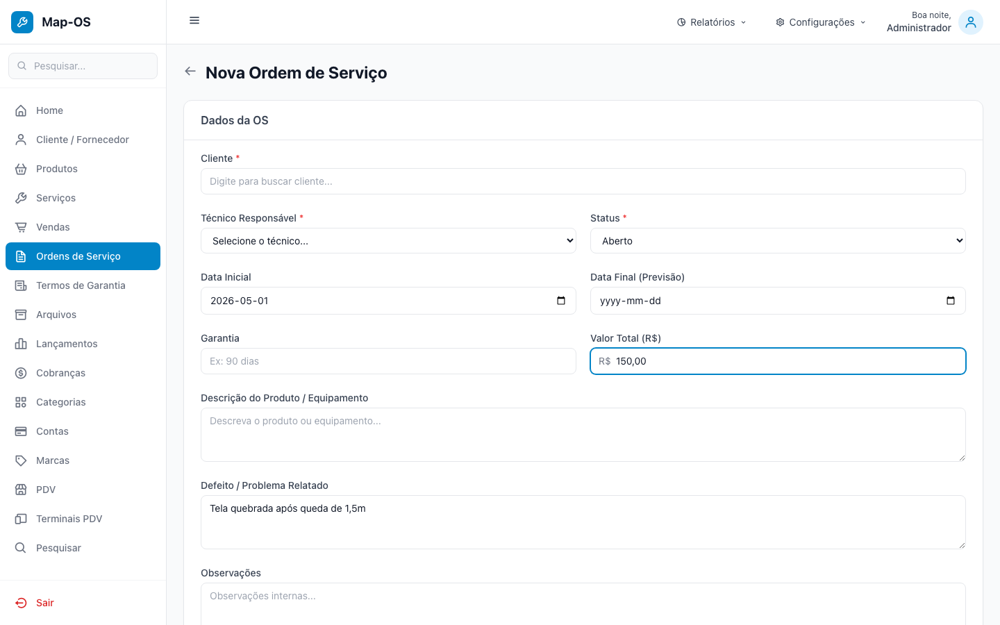 Map-OS
Relatórios
Configurações
Boa noite,
Administrador
Pesquisar...
Home
Cliente / Fornecedor
Produtos
Serviços
Vendas
Ordens de Serviço
Termos de Garantia
Arquivos
Lançamentos
Cobranças
Categorias
Contas
Marcas
PDV
Terminais PDV
Pesquisar
Sair
Nova Ordem de Serviço
Dados da OS
Cliente *
Digite para buscar cliente...
Técnico Responsável *
Selecione o técnico...
Status *
Aberto
Data Inicial
2026-05-01
Data Final (Previsão)
yyyy-mm-dd
Garantia
Ex: 90 dias
Valor Total (R$)
R$ 150,00
Descrição do Produto / Equipamento
Descreva o produto ou equipamento...
Defeito / Problema Relatado
Tela quebrada após queda de 1,5m
Observações
Observações internas...